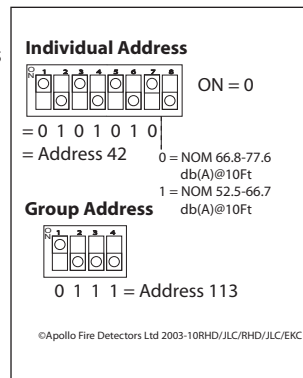 Individual Address
ON
1 2 3 4 5 6 7 8
ON = 0
= 0 1 0 1 0 1 0
= Address 42
0 = NOM 66.8-77.6
db(A)@10Ft
1 = NOM 52.5-66.7
db(A)@10Ft
Group Address
ON
1 2 3 4
0 1 1 1 = Address 113
©Apollo Fire Detectors Ltd 2003-10RHD/JLC/RHD/JLC/EKC